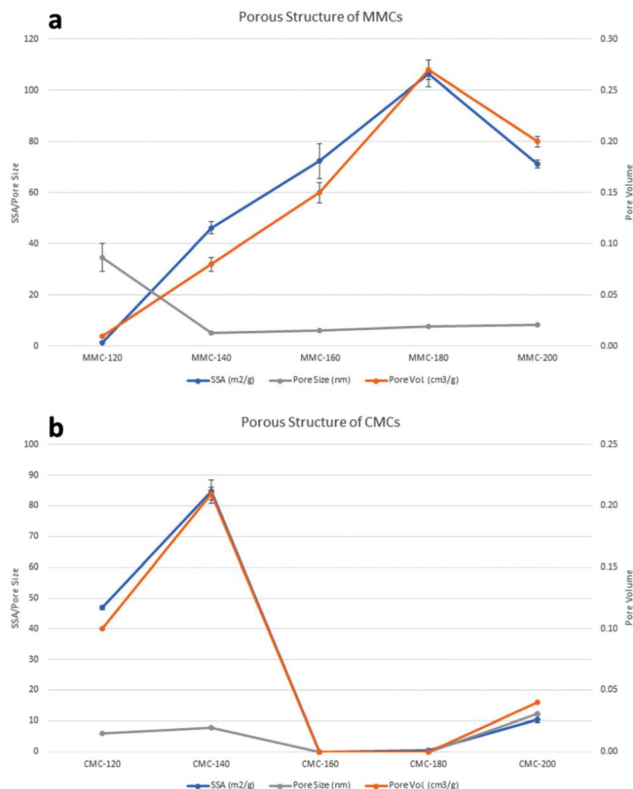 a
Porous Structure of MMCs
120
100
80
60
40
20
0
SSA/Pore Size
0.30
0.25
0.20
0.15
0.10
0.05
0.00
Pore Volume
MMC-120 MMC-140 MMC-160 MMC-180 MMC-200
SSA (m2/g) Pore Size (nm) Pore Vol. (cm3/g)
b
Porous Structure of CMCs
100
90
80
70
60
50
40
30
20
10
0
SSA/Pore Size
0.25
0.20
0.15
0.10
0.05
0.00
Pore Volume
CMC-120 CMC-140 CMC-160 CMC-180 CMC-200
SSA (m2/g) Pore Size (nm) Pore Vol. (cm3/g)